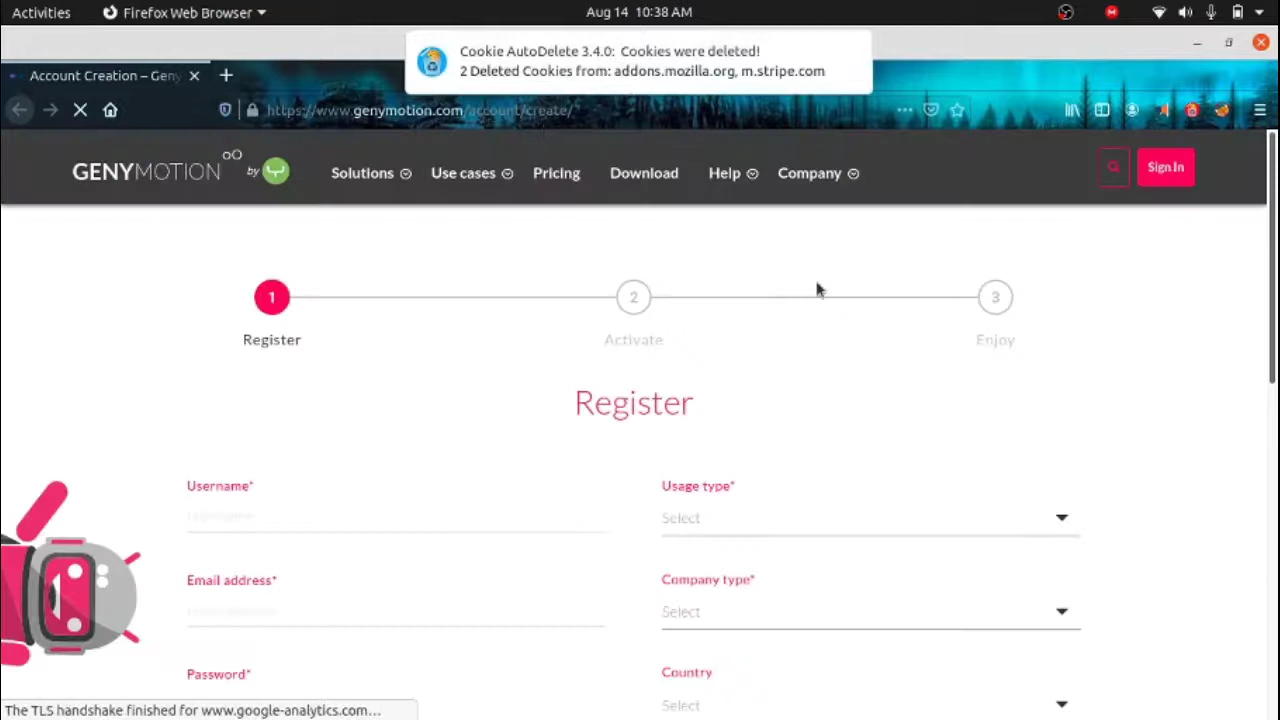 Activities
Firefox Web Browser
Aug 14 10:38 AM
Cookie AutoDelete 3.4.0: Cookies were deleted!
2 Deleted Cookies from: addons.mozilla.org, m.stripe.com
Account Creation – Geny
https://www.genymotion.com/account/create/
GENYMOTION by
Solutions
Use cases
Pricing
Download
Help
Company
Sign In
1
2
3
Register
Activate
Enjoy
Register
Username*
Username
Usage type*
Select
Email address*
Email address
Company type*
Select
Password*
Country
Select
The TLS handshake finished for www.google-analytics.com...